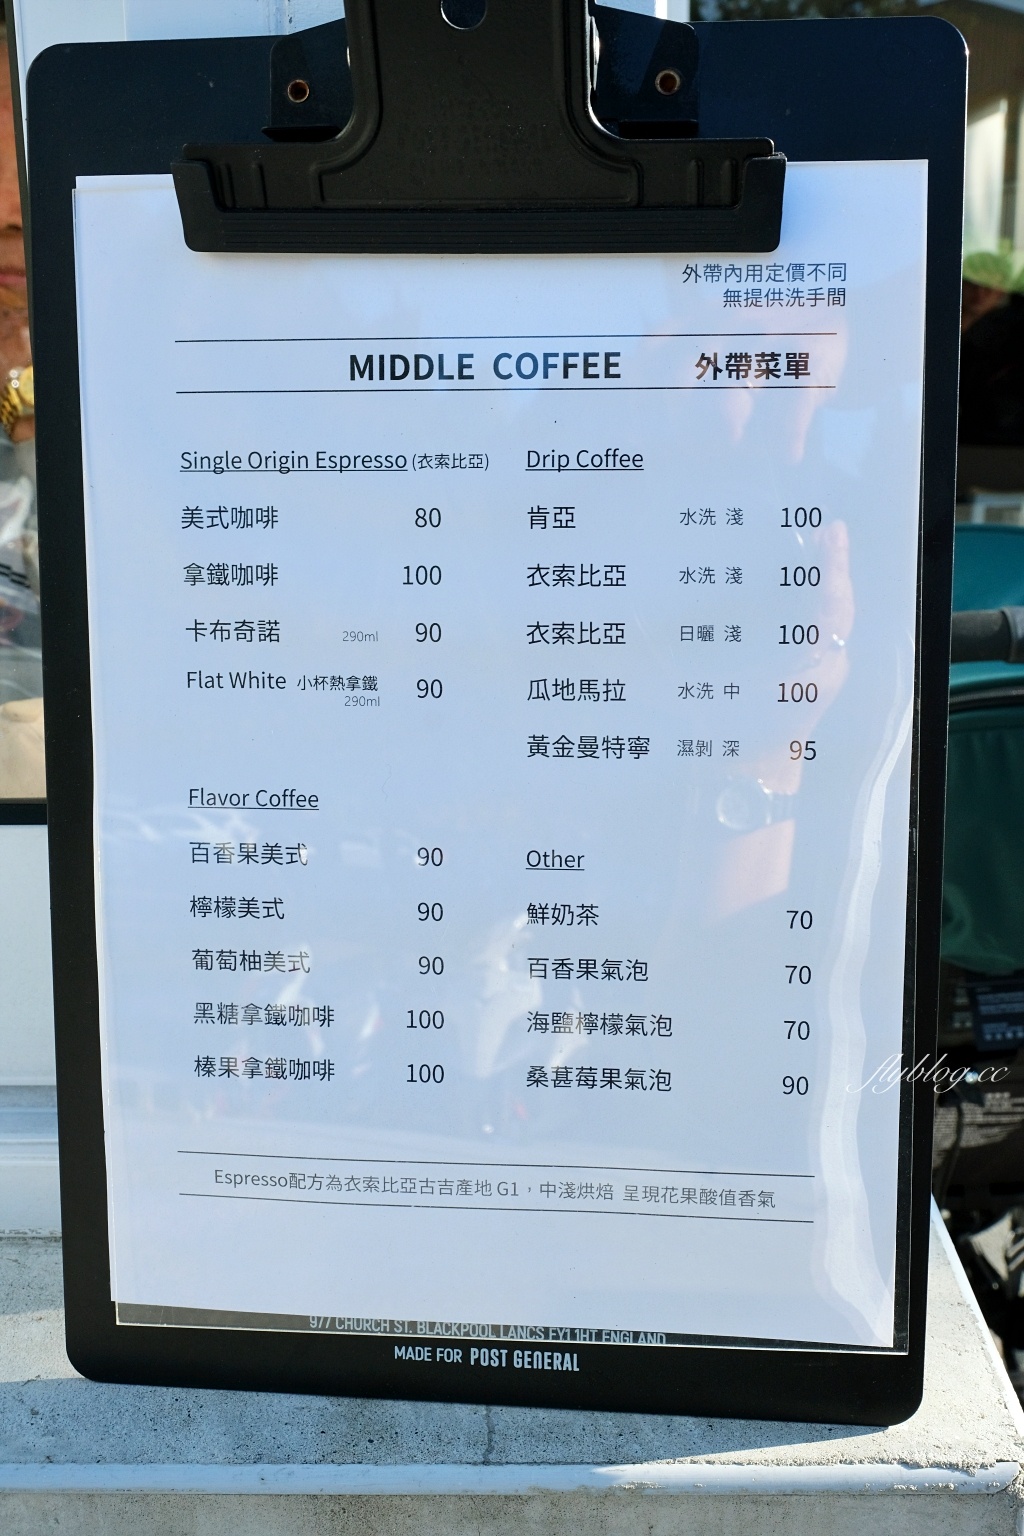 外帶內用定價不同
無提供洗手間
MIDDLE COFFEE 外帶菜單
Single Origin Espresso (衣索比亞)
美式咖啡 80
拿鐵咖啡 100
卡布奇諾 290ml 90
Flat White 小杯熱拿鐵 90
290ml
Flavor Coffee
百香果美式 90
檸檬美式 90
葡萄柚美式 90
黑糖拿鐵咖啡 100
榛果拿鐵咖啡 100
Drip Coffee
肯亞 水洗 淺 100
衣索比亞 水洗 淺 100
衣索比亞 日曬 淺 100
瓜地馬拉 水洗 中 100
黃金曼特寧 濕剝 深 95
Other
鮮奶茶 70
百香果氣泡 70
海鹽檸檬氣泡 70
桑葚莓果氣泡 90
Espresso配方為衣索比亞古吉產地 G1，中淺烘焙 呈現花果酸值香氣
977 CHURCH ST. BLACKPOOL LANCS FY1 1HT ENGLAND
MADE FOR POST GENERAL
flyblog.cc